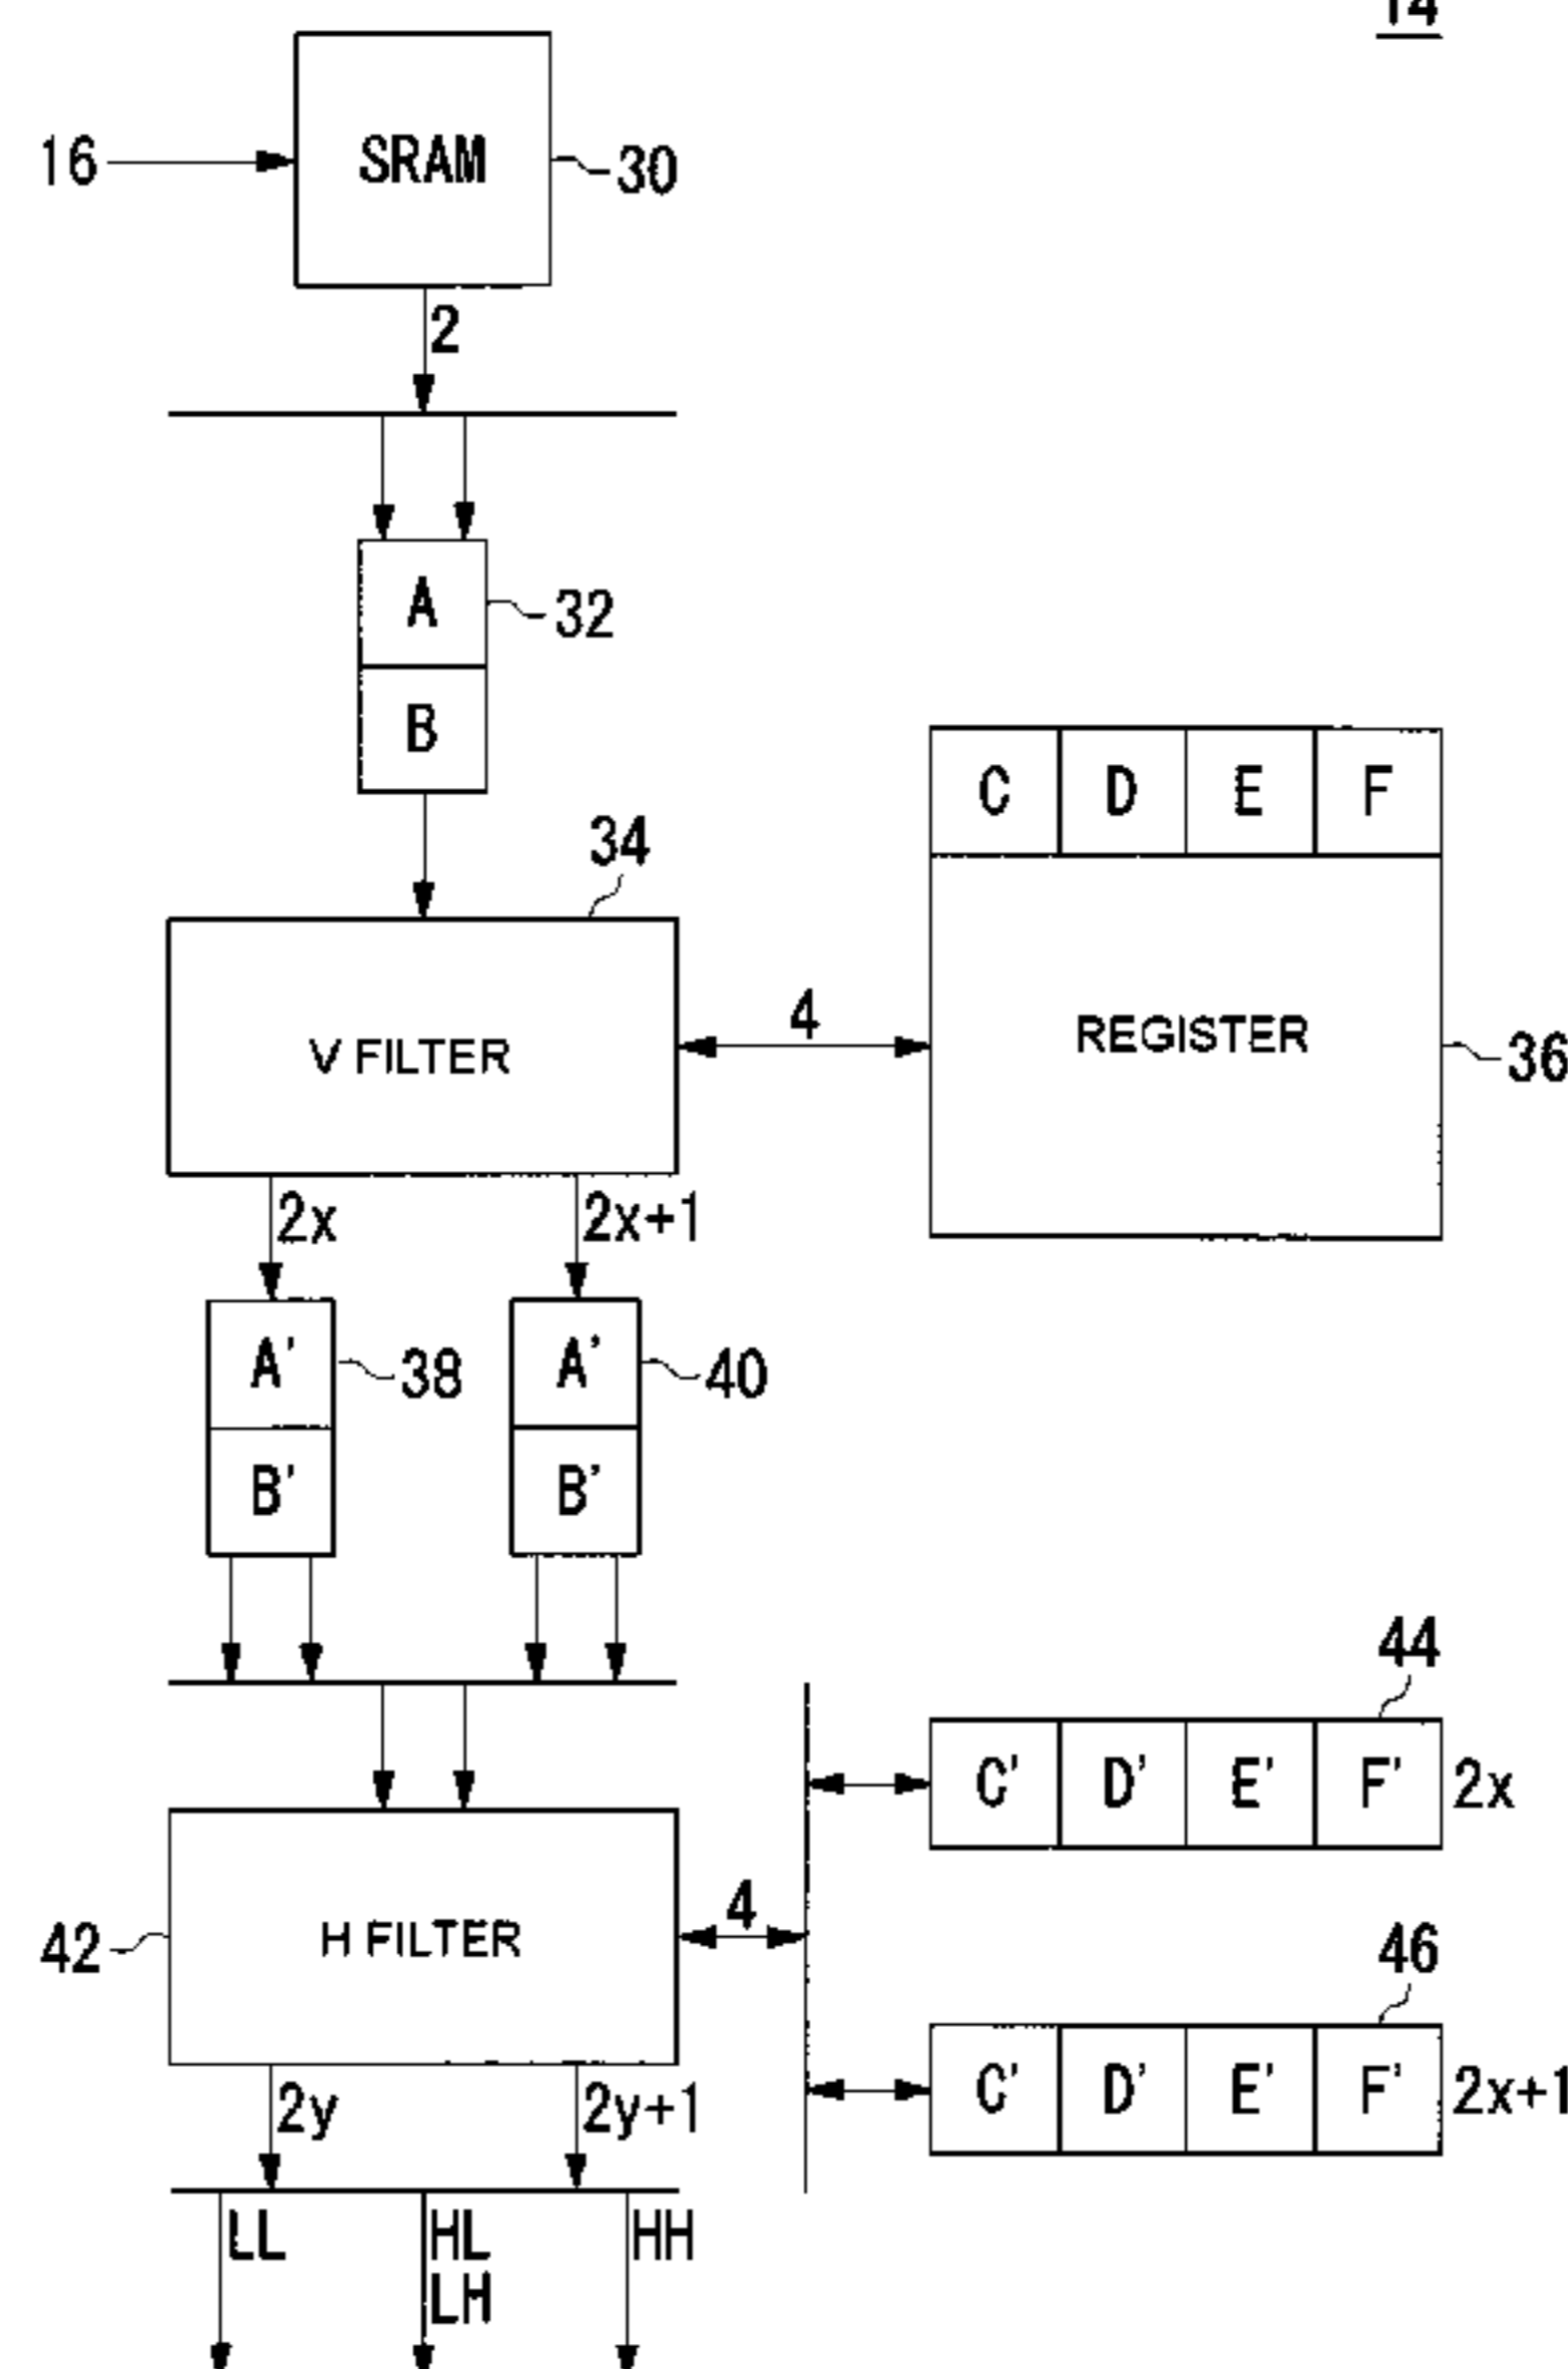 14
16
SRAM
30
2
A
32
B
C D E F
34
4
REGISTER
V FILTER
36
2x
2x+1
A'
38
A'
40
B'
B'
44
C' D' E' F'
2x
4
42
H FILTER
46
2y
2y+1
C' D' E' F'
2x+1
LL
HL
HH
LH